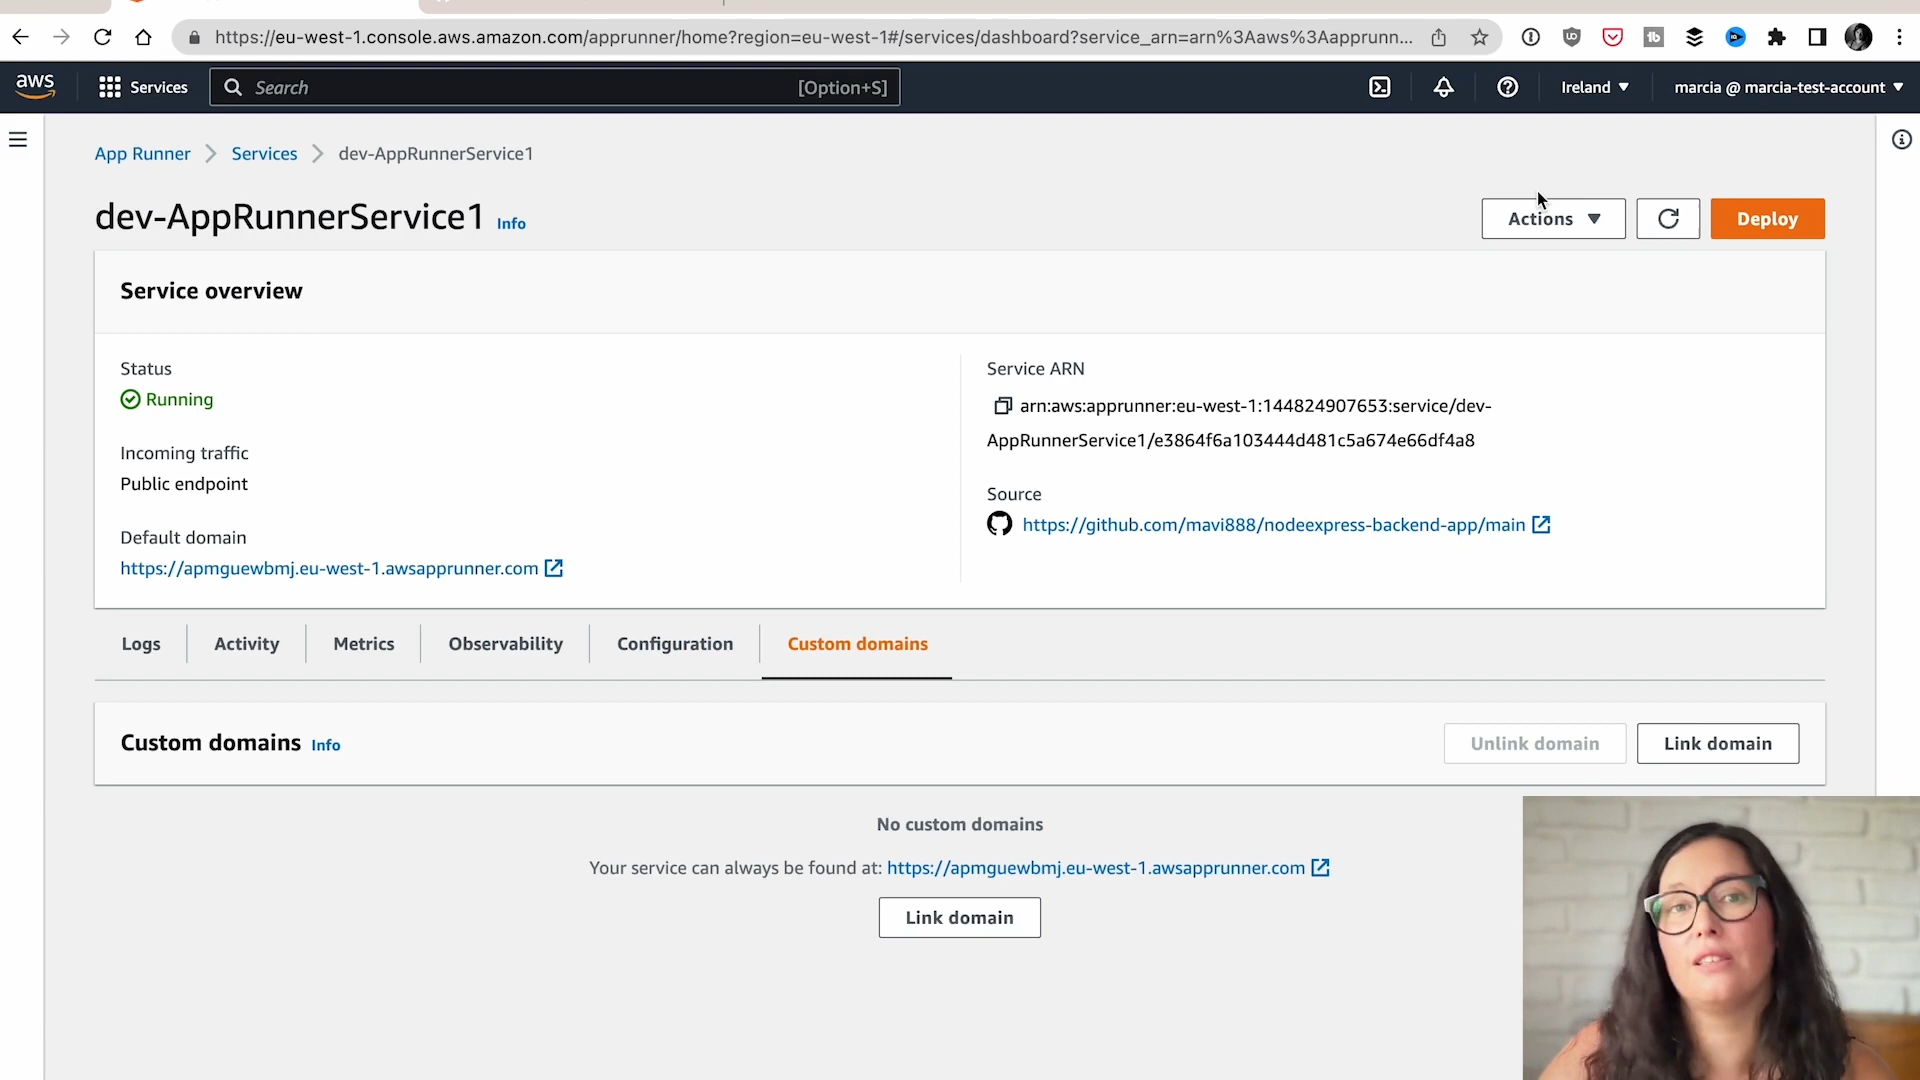 https://eu-west-1.console.aws.amazon.com/apprunner/home?region=eu-west-1#/services/dashboard?service_arn=arn%3Aaws%3Aapprunn...
aws
Services
Search
[Option+S]
Ireland ▼
marcia @ marcia-test-account ▼
App Runner > Services > dev-AppRunnerService1
dev-AppRunnerService1 Info
Actions ▼
Deploy
Service overview
Status
Running
Incoming traffic
Public endpoint
Default domain
https://apmguewbmj.eu-west-1.awsapprunner.com
Service ARN
arn:aws:apprunner:eu-west-1:144824907653:service/dev-
AppRunnerService1/e3864f6a103444d481c5a674e66df4a8
Source
https://github.com/mavi888/nodeexpress-backend-app/main
Logs
Activity
Metrics
Observability
Configuration
Custom domains
Custom domains Info
Unlink domain
Link domain
No custom domains
Your service can always be found at: https://apmguewbmj.eu-west-1.awsapprunner.com
Link domain